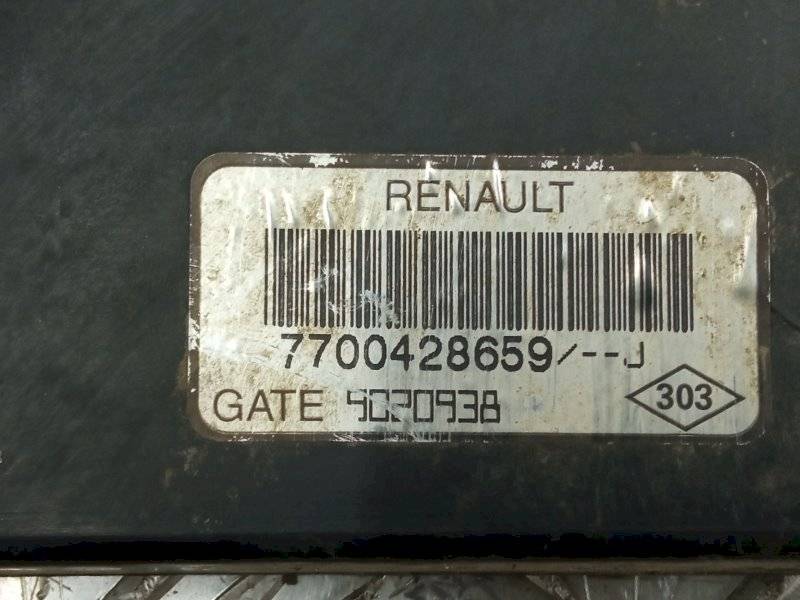 RENAULT
7700428659/--J
GATE 9020938
303